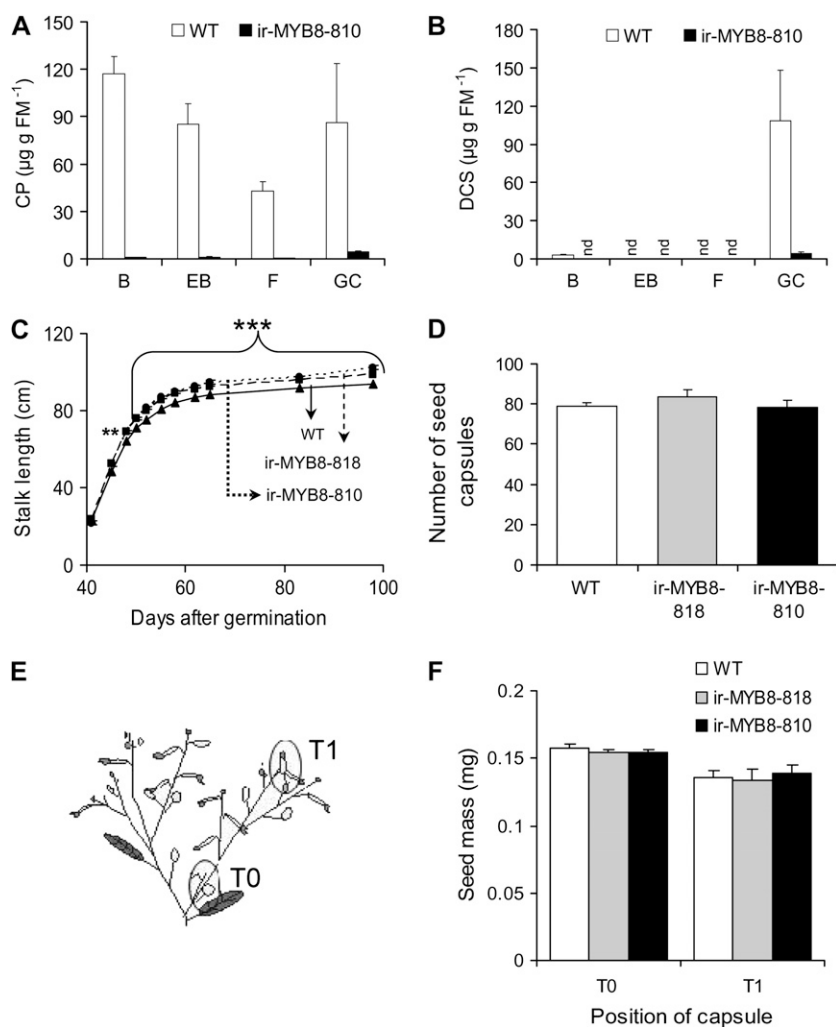 A
WT ir-MYB8-810
CP (µg g FM⁻¹)
150
120
90
60
30
0
B EB F GC
B
WT ir-MYB8-810
DCS (µg g FM⁻¹)
180
150
120
90
60
30
0
nd nd nd nd nd
B EB F GC
C
Stalk length (cm)
120
80
40
0
**
***
WT
ir-MYB8-818
ir-MYB8-810
40 60 80 100
Days after germination
D
Number of seed
capsules
100
80
60
40
20
0
WT ir-MYB8-818 ir-MYB8-810
E
T1
T0
F
WT
ir-MYB8-818
ir-MYB8-810
Seed mass (mg)
0.2
0.15
0.1
0.05
0
T0 T1
Position of capsule